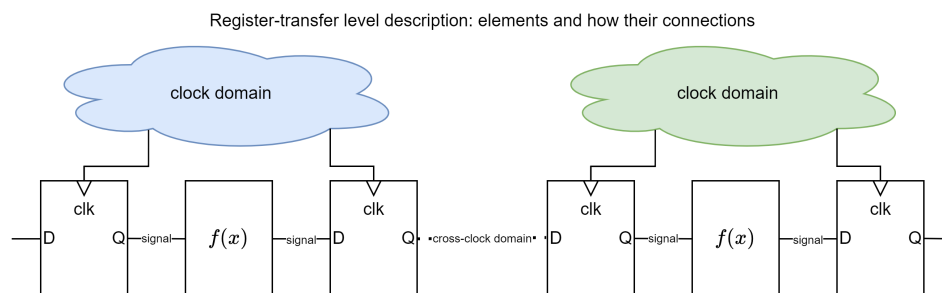 Register-transfer level description: elements and how their connections
clock domain
clock domain
clk
clk
clk
clk
D
Q
signal
f(x)
signal
D
Q
cross-clock domain
D
Q
signal
f(x)
signal
D
Q